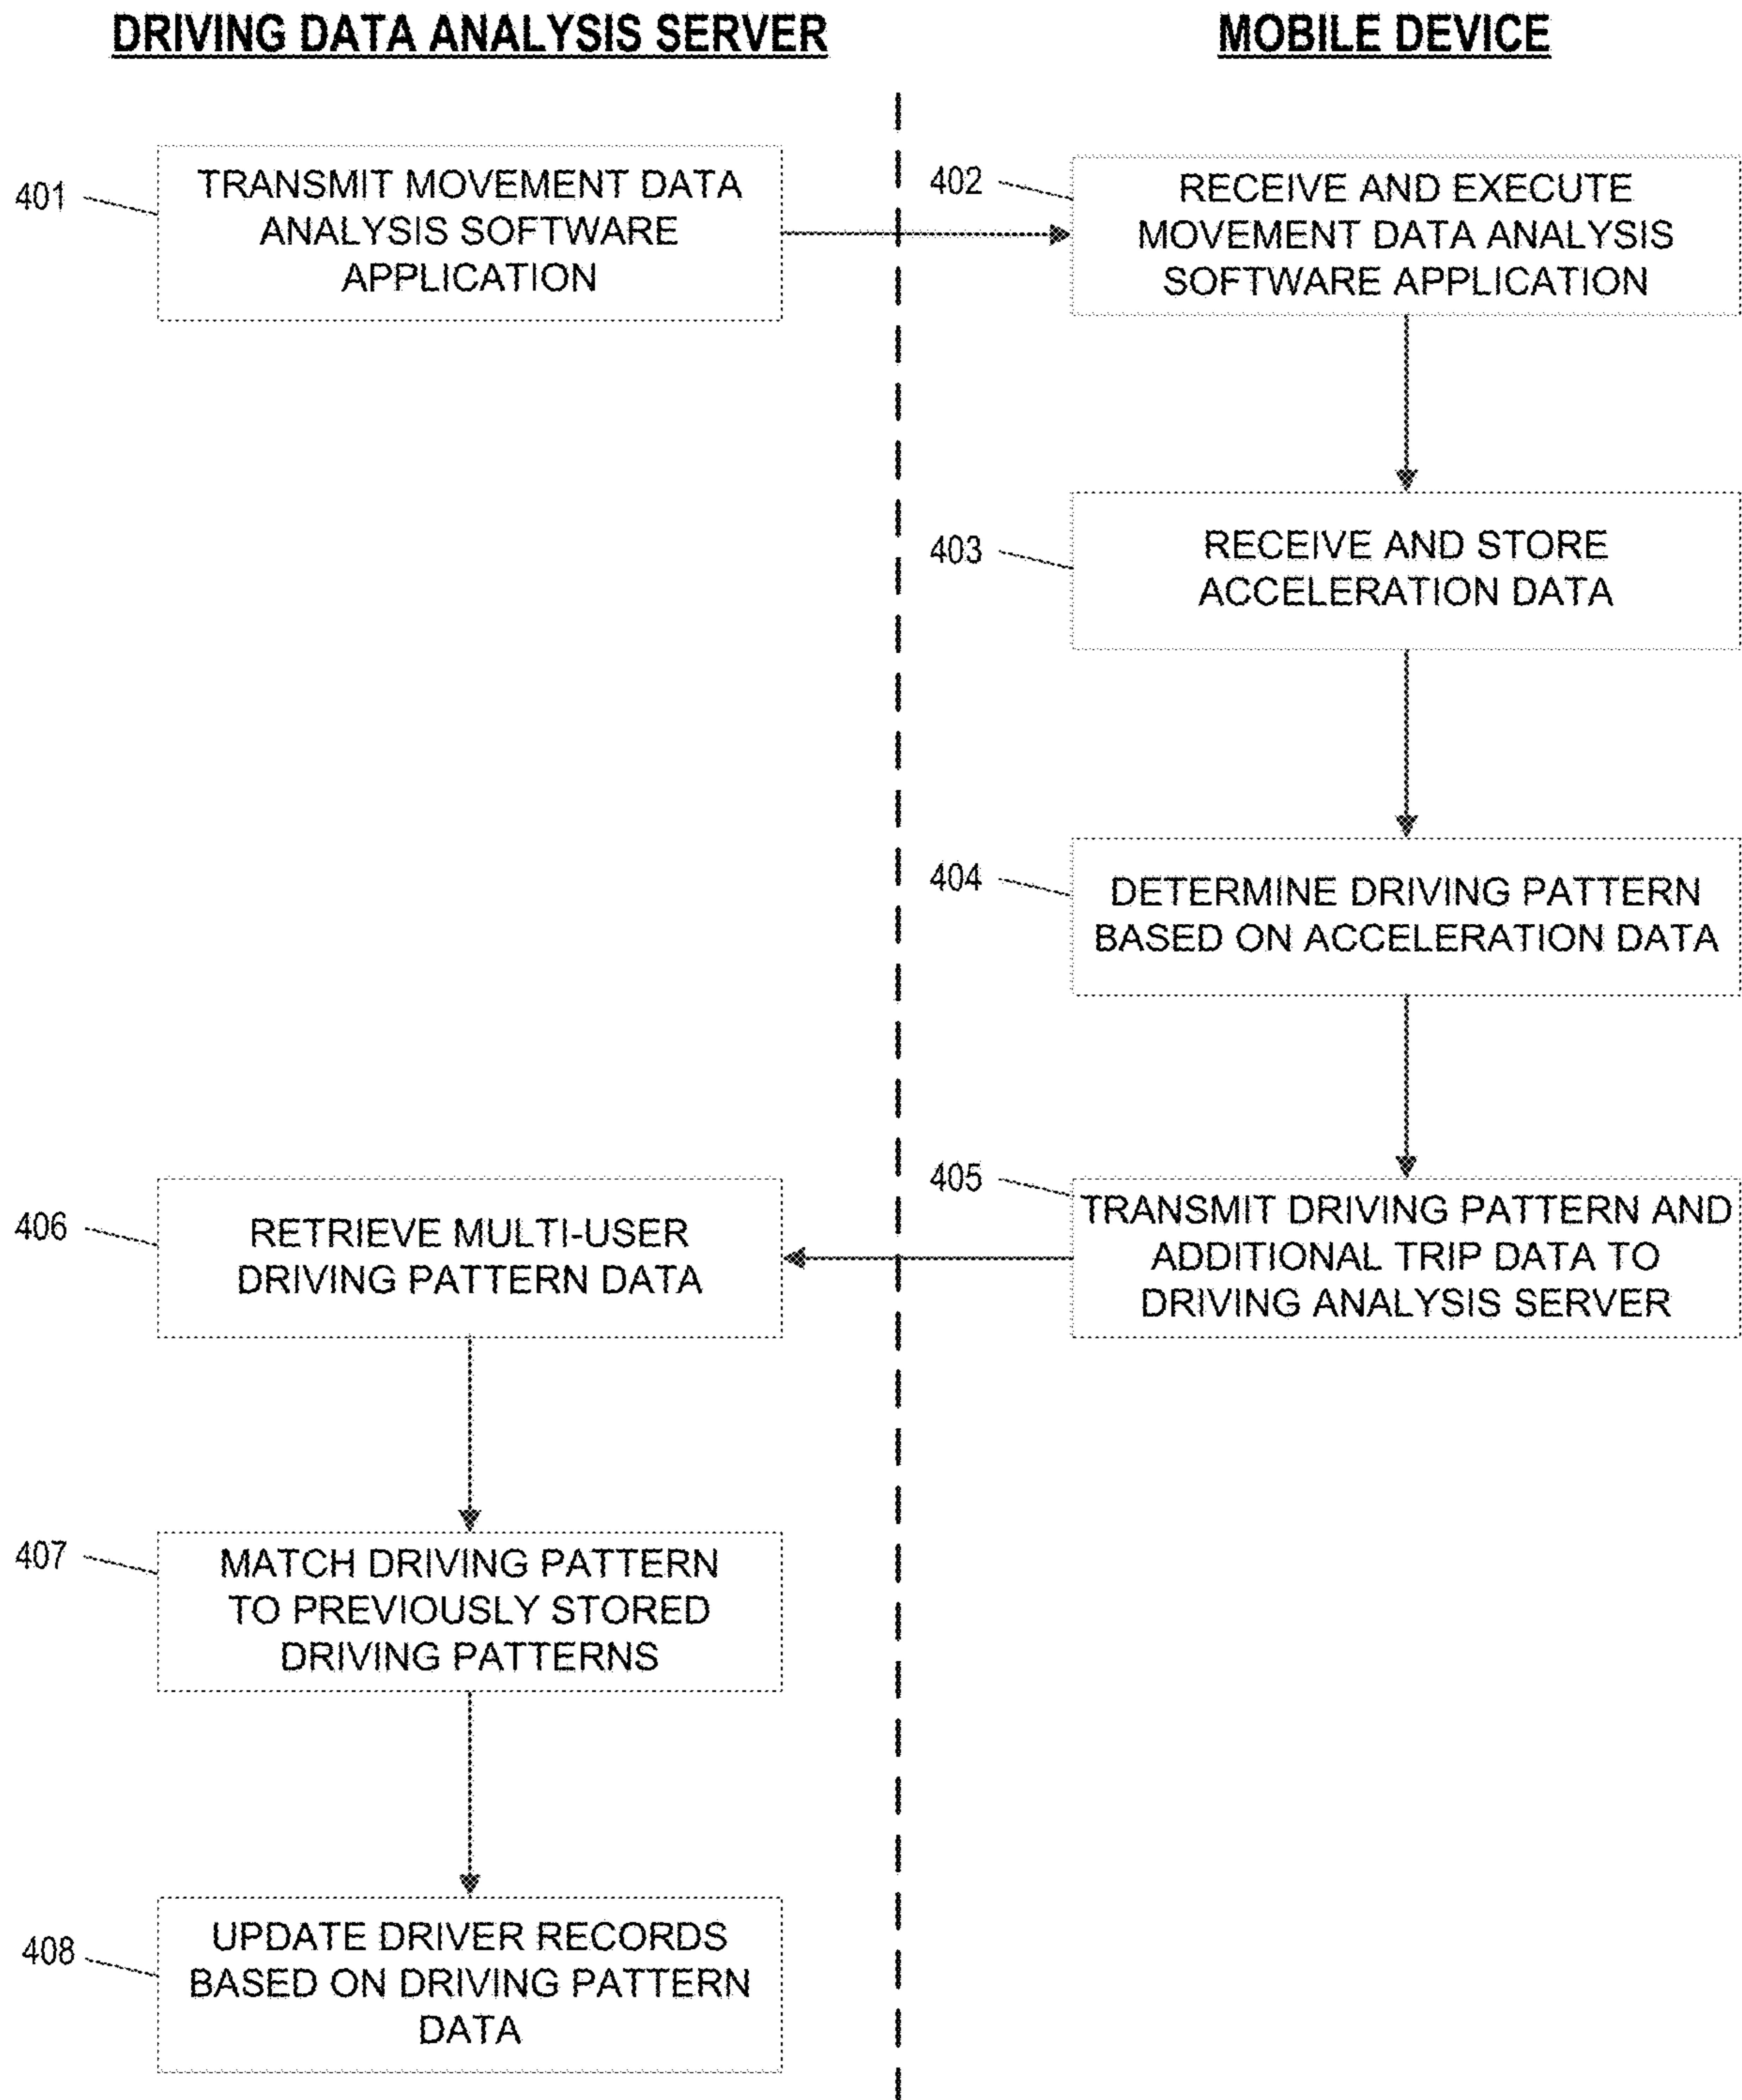 DRIVING DATA ANALYSIS SERVER
MOBILE DEVICE
401
TRANSMIT MOVEMENT DATA
ANALYSIS SOFTWARE
APPLICATION
402
RECEIVE AND EXECUTE
MOVEMENT DATA ANALYSIS
SOFTWARE APPLICATION
403
RECEIVE AND STORE
ACCELERATION DATA
404
DETERMINE DRIVING PATTERN
BASED ON ACCELERATION DATA
405
TRANSMIT DRIVING PATTERN AND
ADDITIONAL TRIP DATA TO
DRIVING ANALYSIS SERVER
406
RETRIEVE MULTI-USER
DRIVING PATTERN DATA
407
MATCH DRIVING PATTERN
TO PREVIOUSLY STORED
DRIVING PATTERNS
408
UPDATE DRIVER RECORDS
BASED ON DRIVING PATTERN
DATA